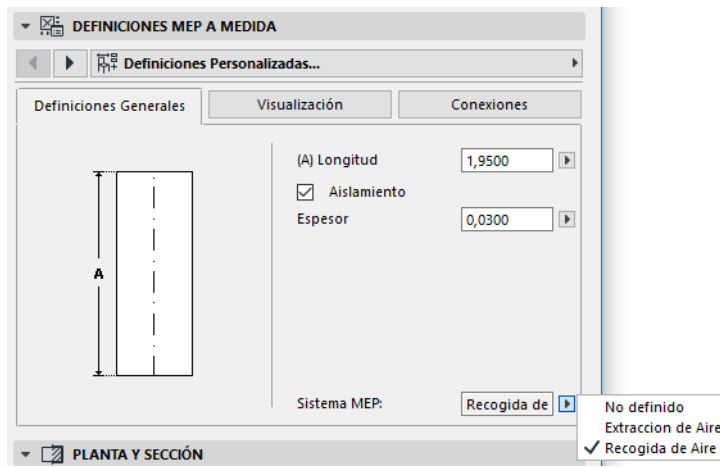 DEFINICIONES MEP A MEDIDA
Definiciones Personalizadas...
Definiciones Generales
Visualización
Conexiones
(A) Longitud 1,9500
Aislamiento
Espesor 0,0300
A
Sistema MEP: Recogida de
No definido
Extraccion de Aire
Recogida de Aire
PLANTA Y SECCIÓN